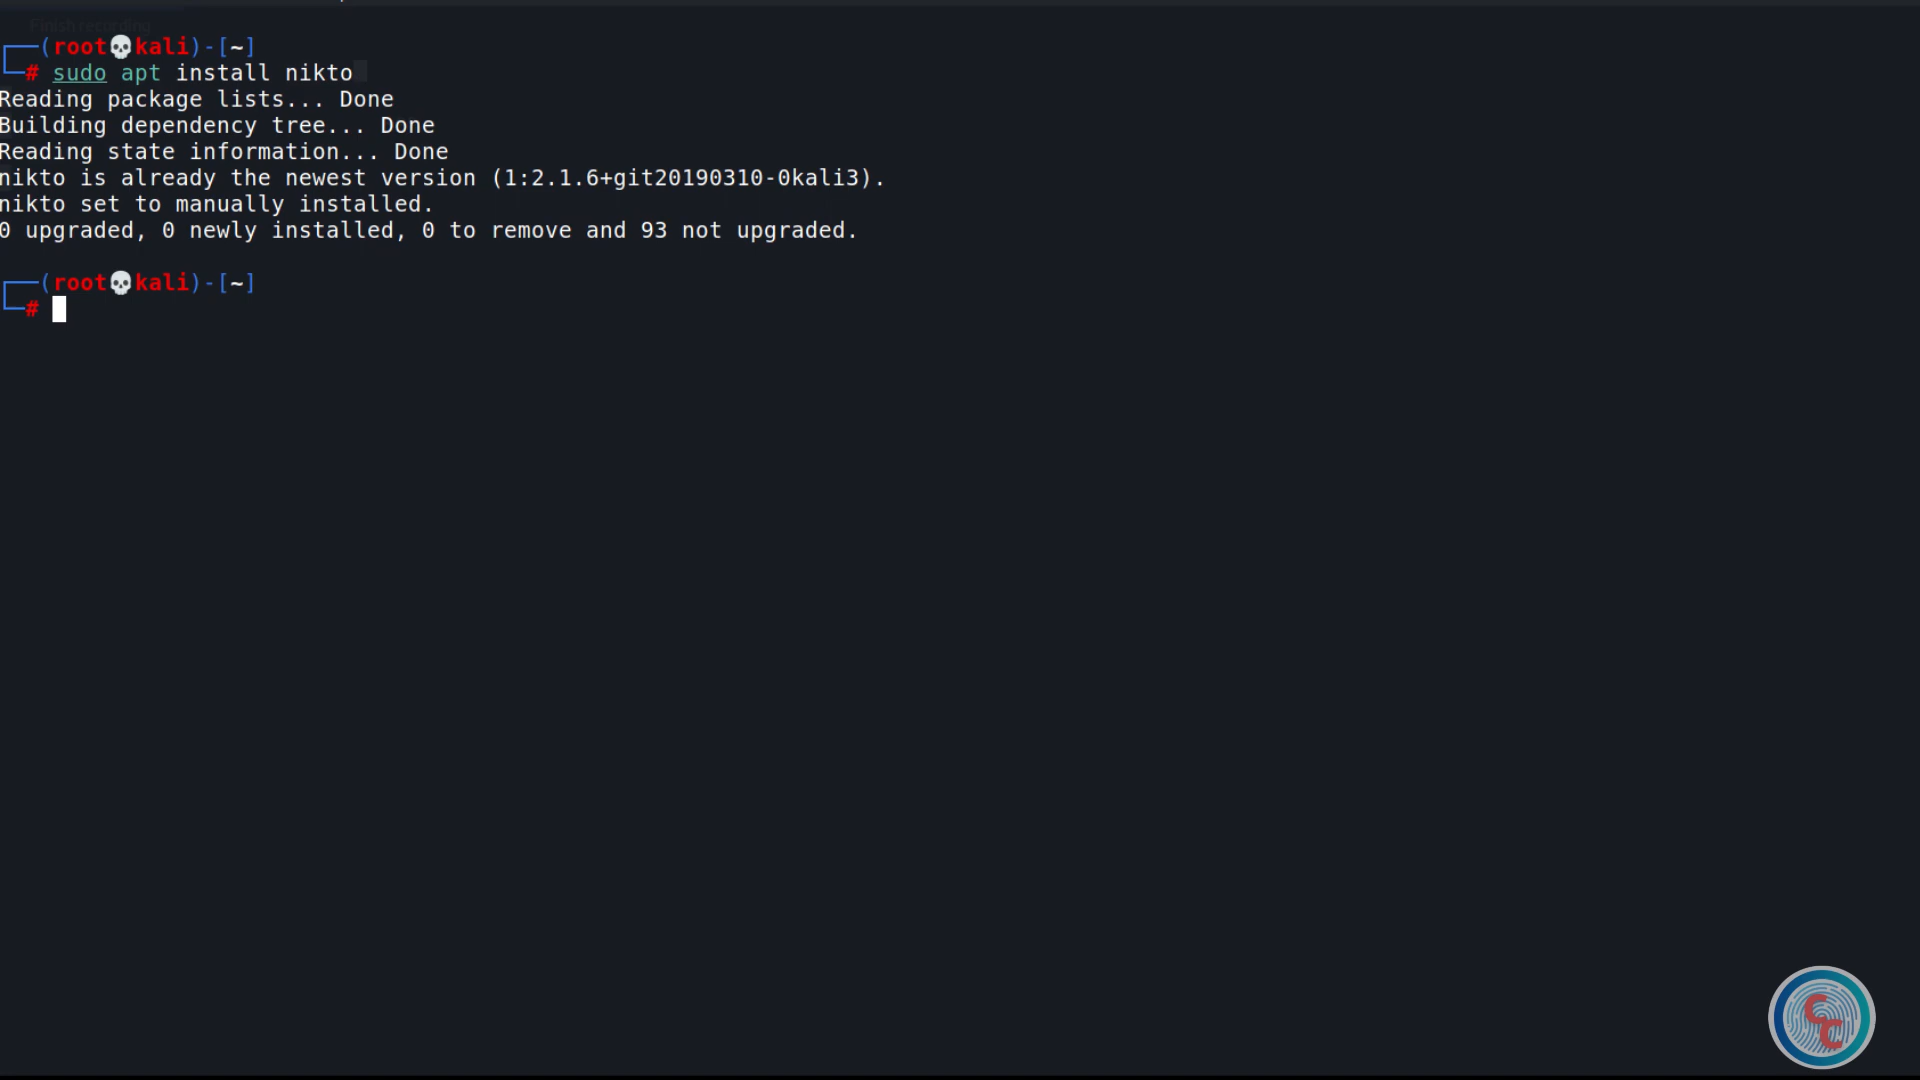 Finish recording
┌──(root💀kali)-[~]
└─# sudo apt install nikto
Reading package lists... Done
Building dependency tree... Done
Reading state information... Done
nikto is already the newest version (1:2.1.6+git20190310-0kali3).
nikto set to manually installed.
0 upgraded, 0 newly installed, 0 to remove and 93 not upgraded.
┌──(root💀kali)-[~]
└─#
CC